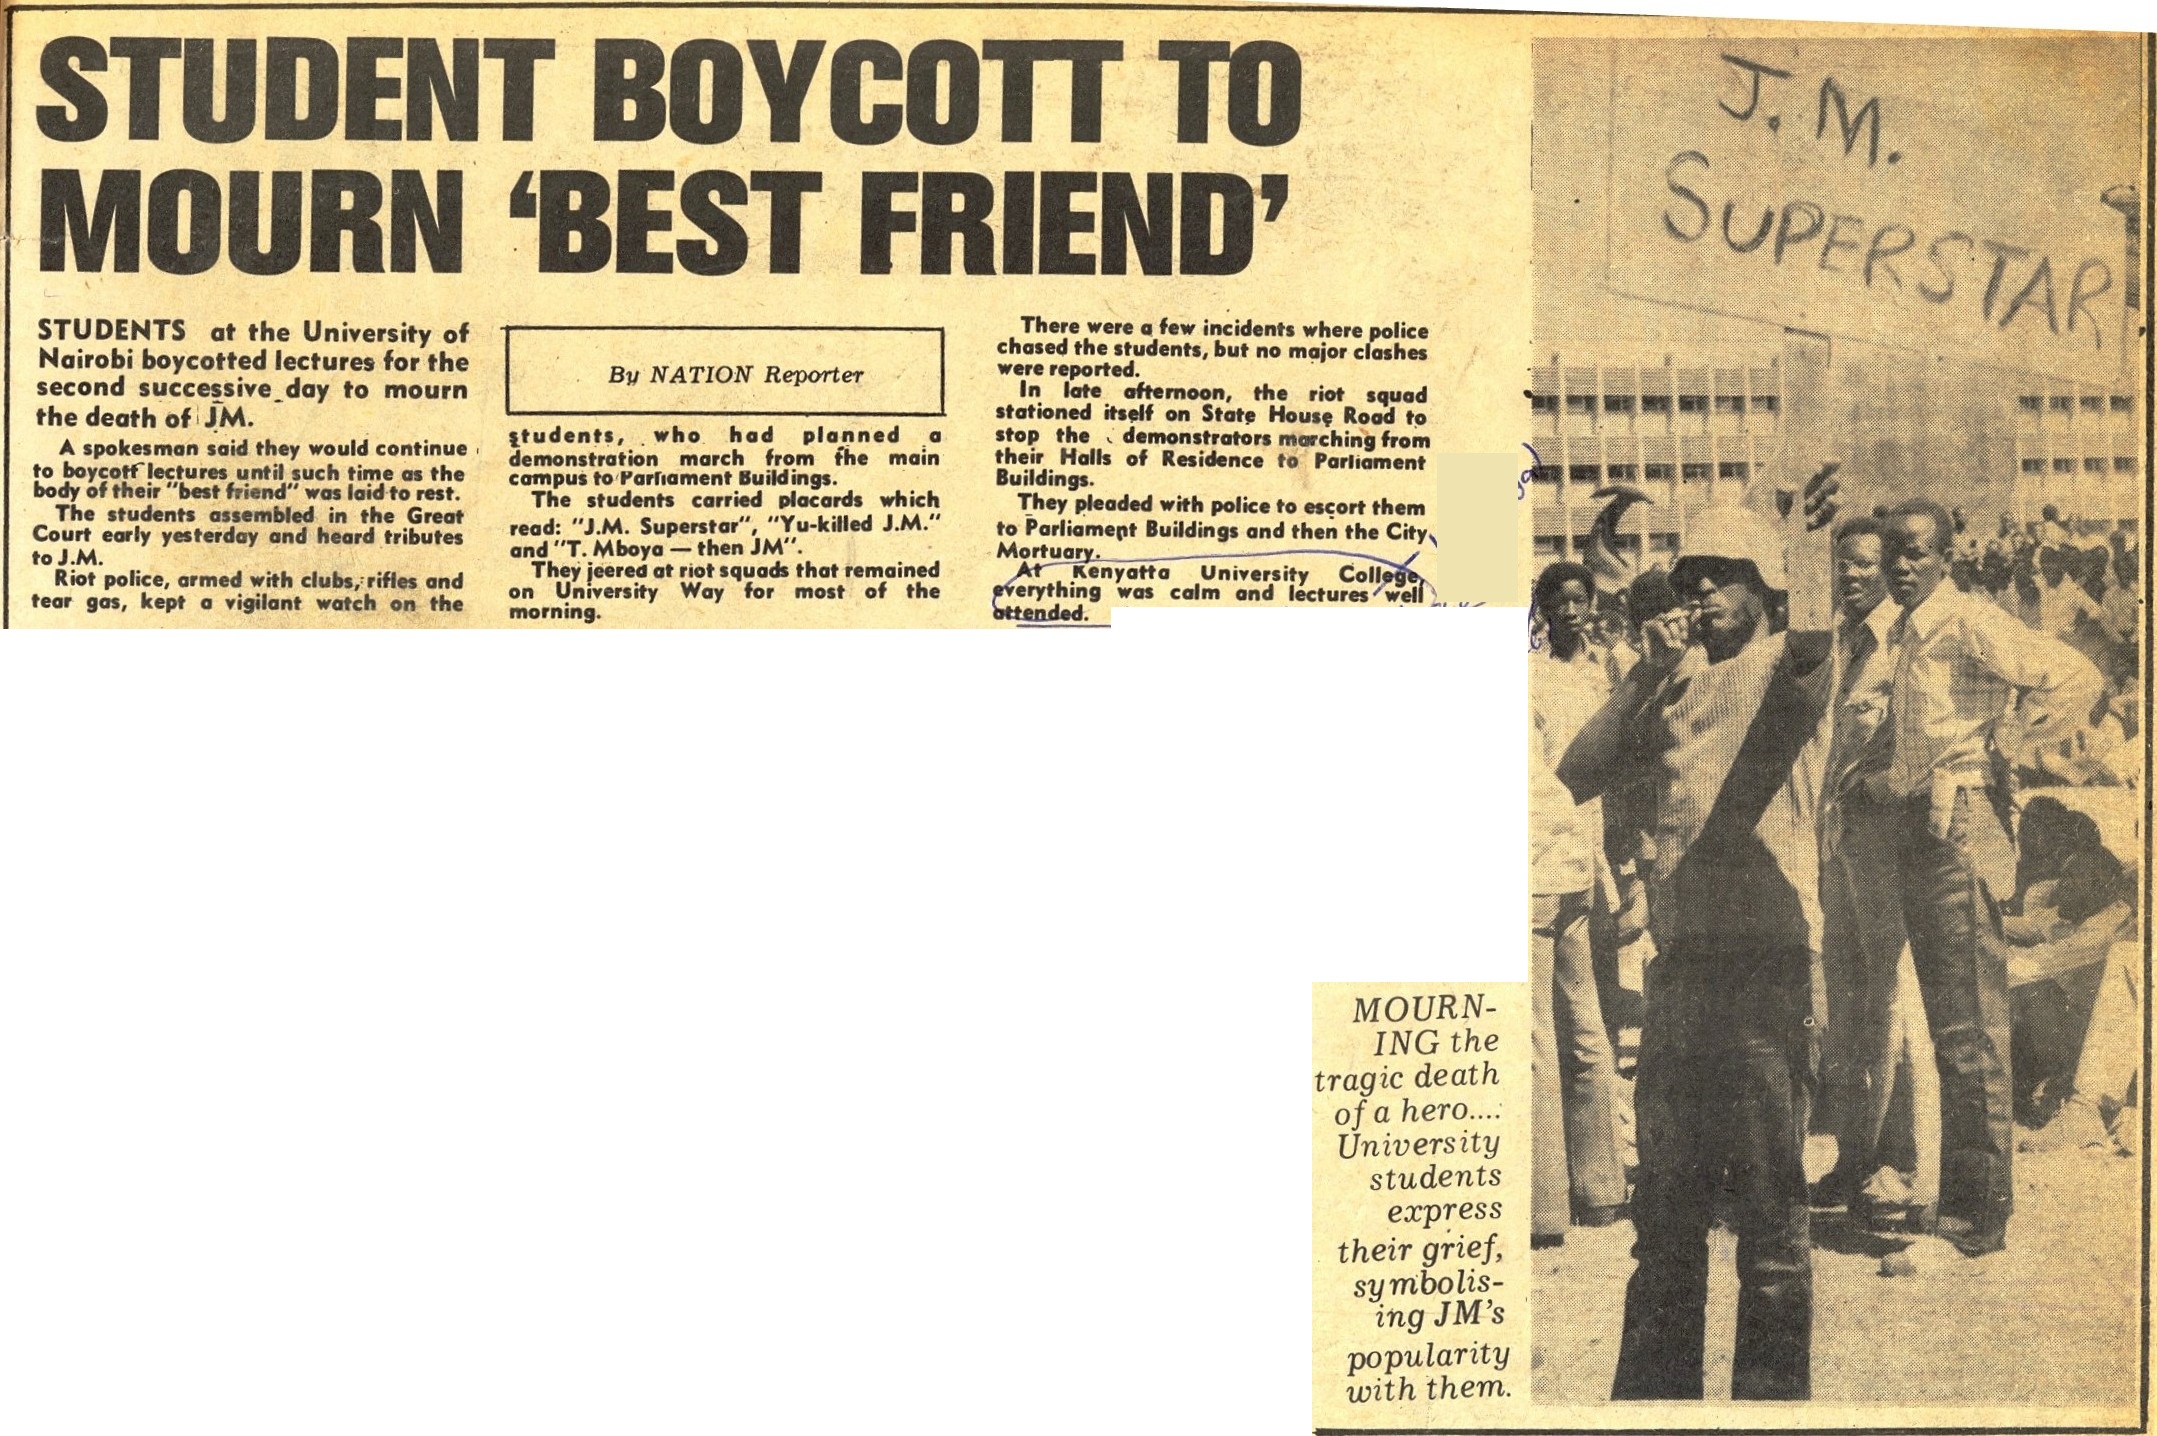 STUDENT BOYCOTT TO
MOURN ‘BEST FRIEND’
STUDENTS at the University of
Nairobi boycotted lectures for the
second successive day to mourn
the death of JM.
A spokesman said they would continue
to boycott lectures until such time as the
body of their "best friend" was laid to rest.
The students assembled in the Great
Court early yesterday and heard tributes
to J.M.
Riot police, armed with clubs, rifles and
tear gas, kept a vigilant watch on the
By NATION Reporter
students, who had planned a
demonstration march from the main
campus to Parliament Buildings.
The students carried placards which
read: "J.M. Superstar", "Yu-killed J.M."
and "T. Mboya — then JM".
They jeered at riot squads that remained
on University Way for most of the
morning.
There were a few incidents where police
chased the students, but no major clashes
were reported.
In late afternoon, the riot squad
stationed itself on State House Road to
stop the demonstrators marching from
their Halls of Residence to Parliament
Buildings.
They pleaded with police to escort them
to Parliament Buildings and then the City
Mortuary.
At Kenyatta University College,
everything was calm and lectures well
attended.
J. M.
SUPERSTAR
MOURN-
ING the
tragic death
of a hero....
University
students
express
their grief,
symbolis-
ing JM's
popularity
with them.